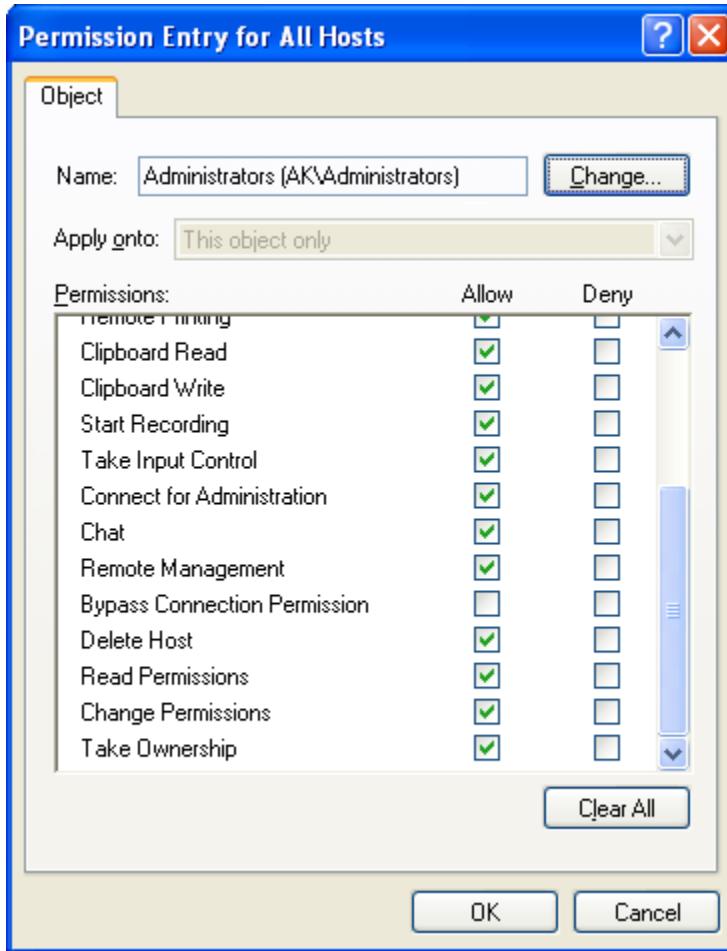 Permission Entry for All Hosts
Object
Name: Administrators (AK\Administrators) Change...
Apply onto: This object only
Permissions: Allow Deny
Remote Printing
Clipboard Read
Clipboard Write
Start Recording
Take Input Control
Connect for Administration
Chat
Remote Management
Bypass Connection Permission
Delete Host
Read Permissions
Change Permissions
Take Ownership
Clear All
OK Cancel